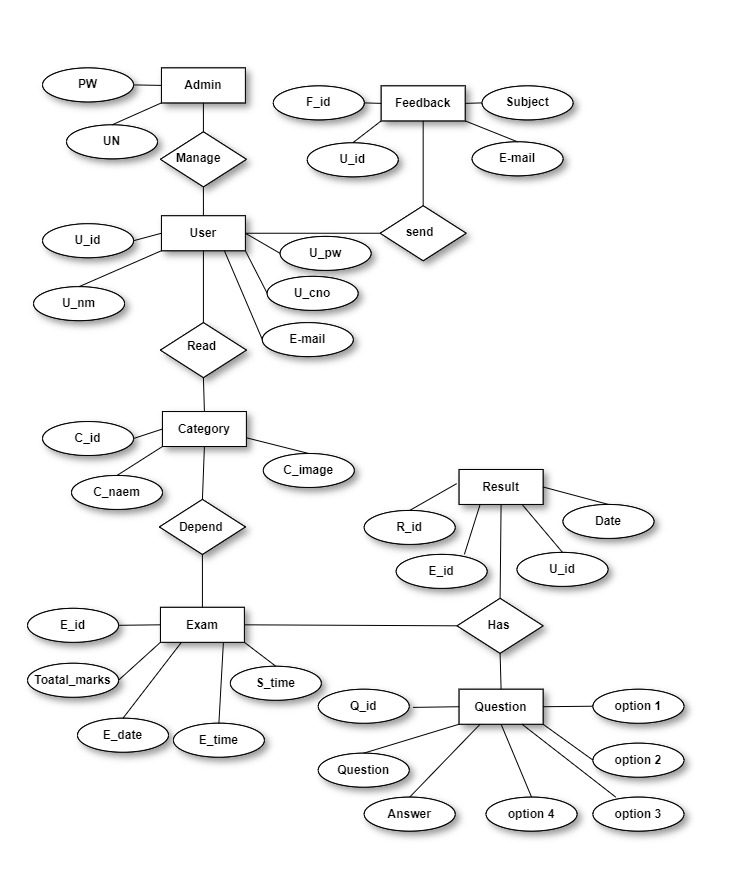 PW
Admin
UN
Manage
F_id
Feedback
Subject
U_id
E-mail
U_id
User
send
U_pw
U_nm
U_cno
E-mail
Read
C_id
Category
C_image
C_naem
Depend
Result
R_id
Date
E_id
U_id
E_id
Exam
Has
Toatal_marks
S_time
E_date
E_time
Q_id
Question
option 1
Question
option 2
Answer
option 4
option 3